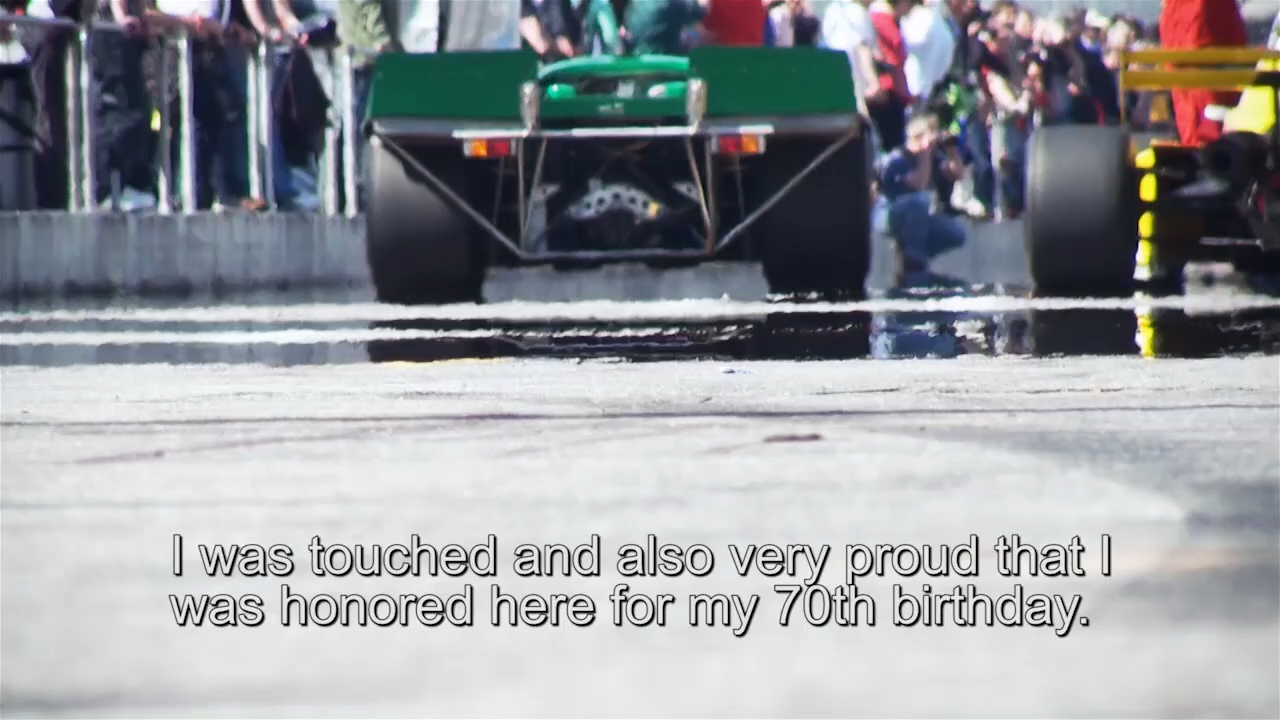 I was touched and also very proud that I
was honored here for my 70th birthday.